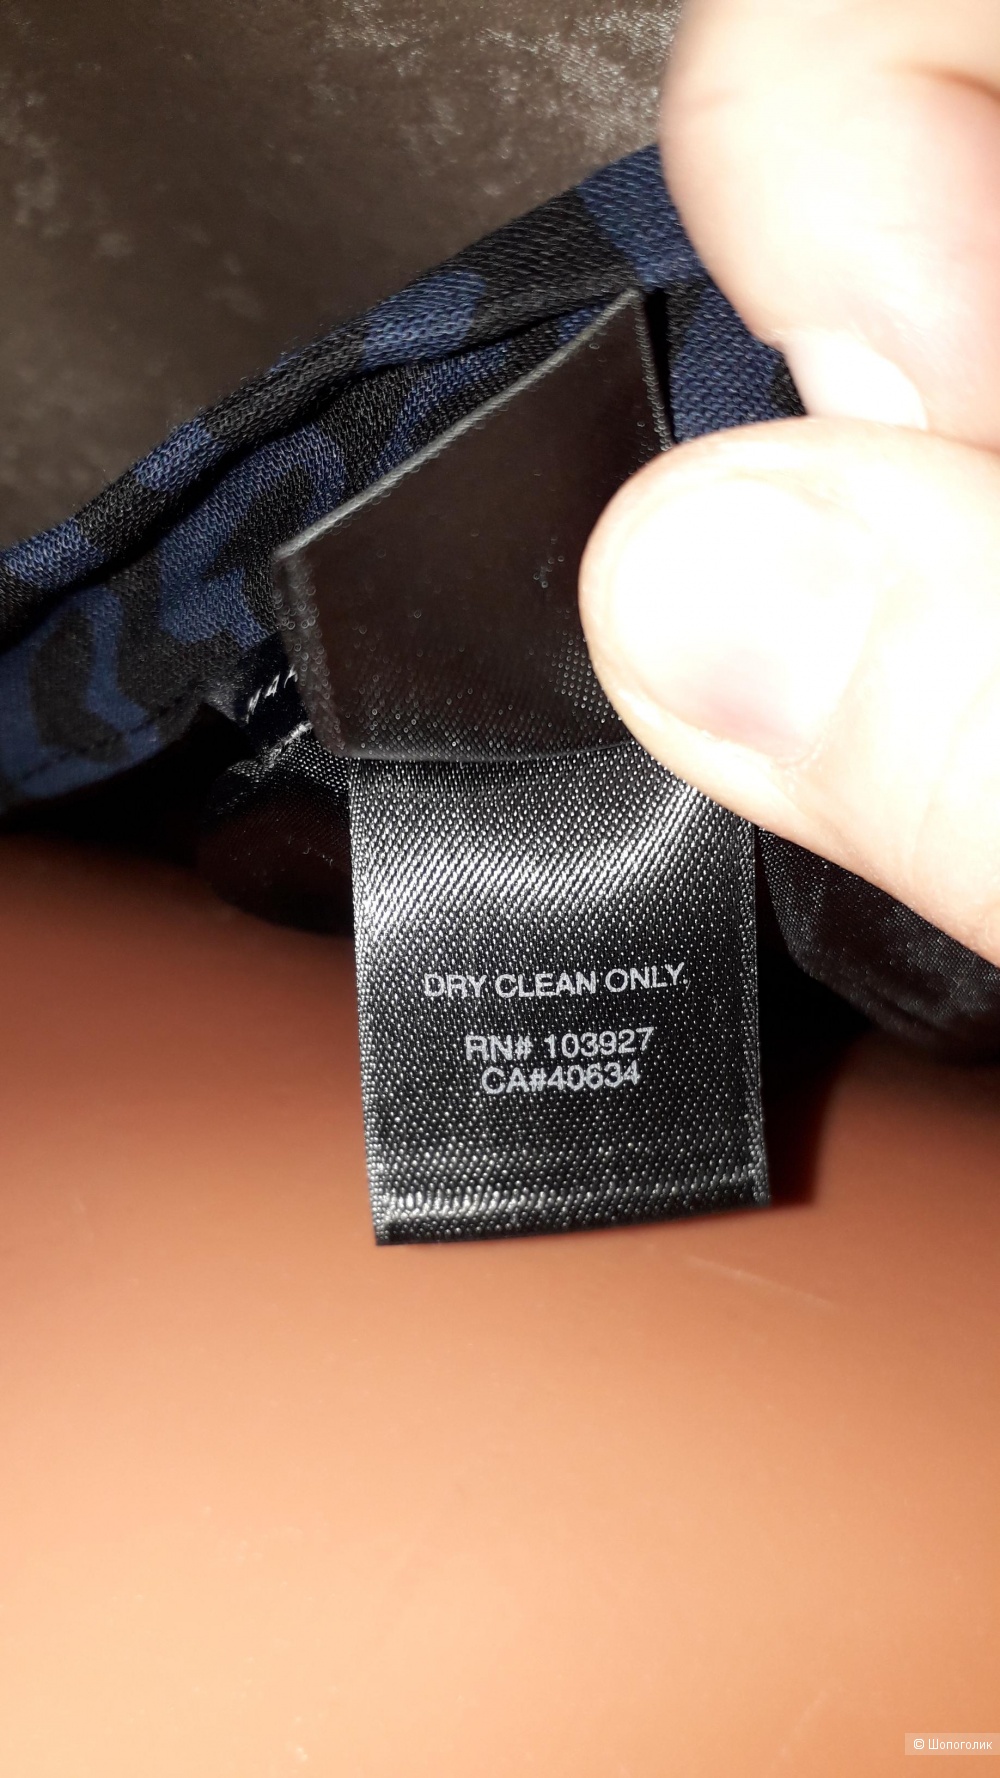 DRY CLEAN ONLY.
RN# 103927
CA#40634
© Шопоголик